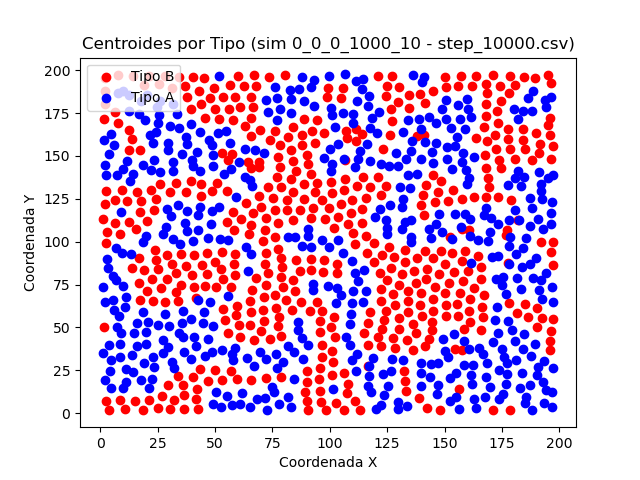 Centroides por Tipo (sim 0_0_0_1000_10 - step_10000.csv)
Tipo B
Tipo A
Coordenada Y
200
175
150
125
100
75
50
25
0
0 25 50 75 100 125 150 175 200
Coordenada X